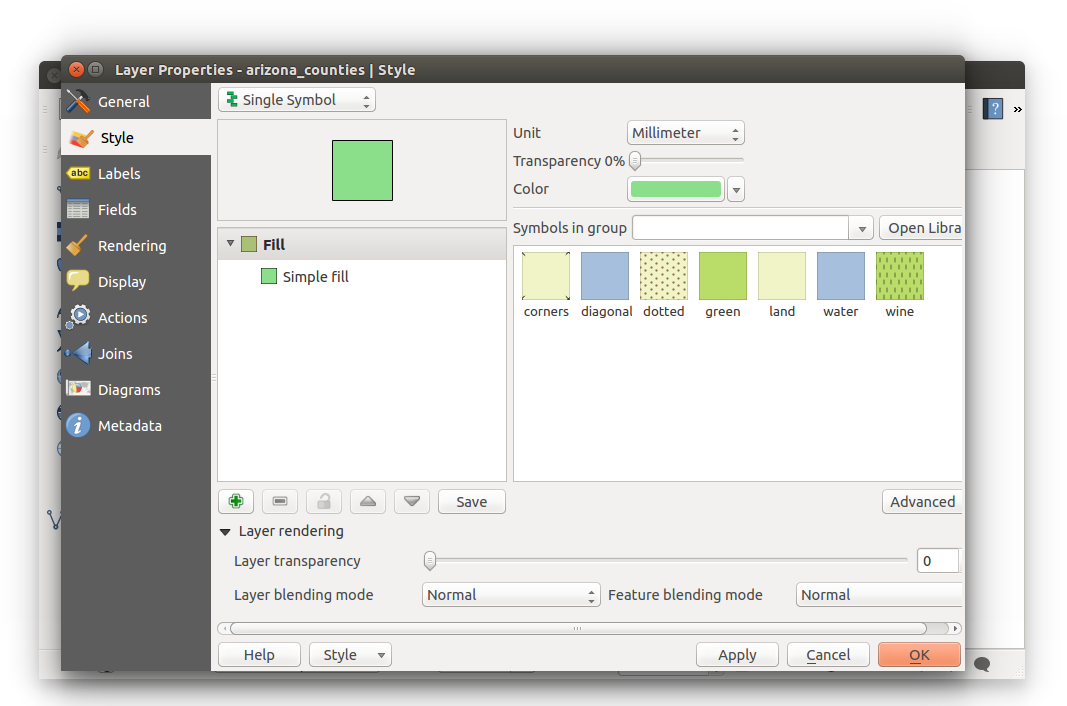 Layer Properties - arizona_counties | Style
General
Style
Labels
Fields
Rendering
Display
Actions
Joins
Diagrams
Metadata
abc
Single Symbol
Unit
Millimeter
Transparency 0%
Color
Symbols in group
Open Libra
Fill
Simple fill
corners
diagonal
dotted
green
land
water
wine
Save
Advanced
Layer rendering
Layer transparency
0
Layer blending mode
Normal
Feature blending mode
Normal
Help
Style
Apply
Cancel
OK
?
»